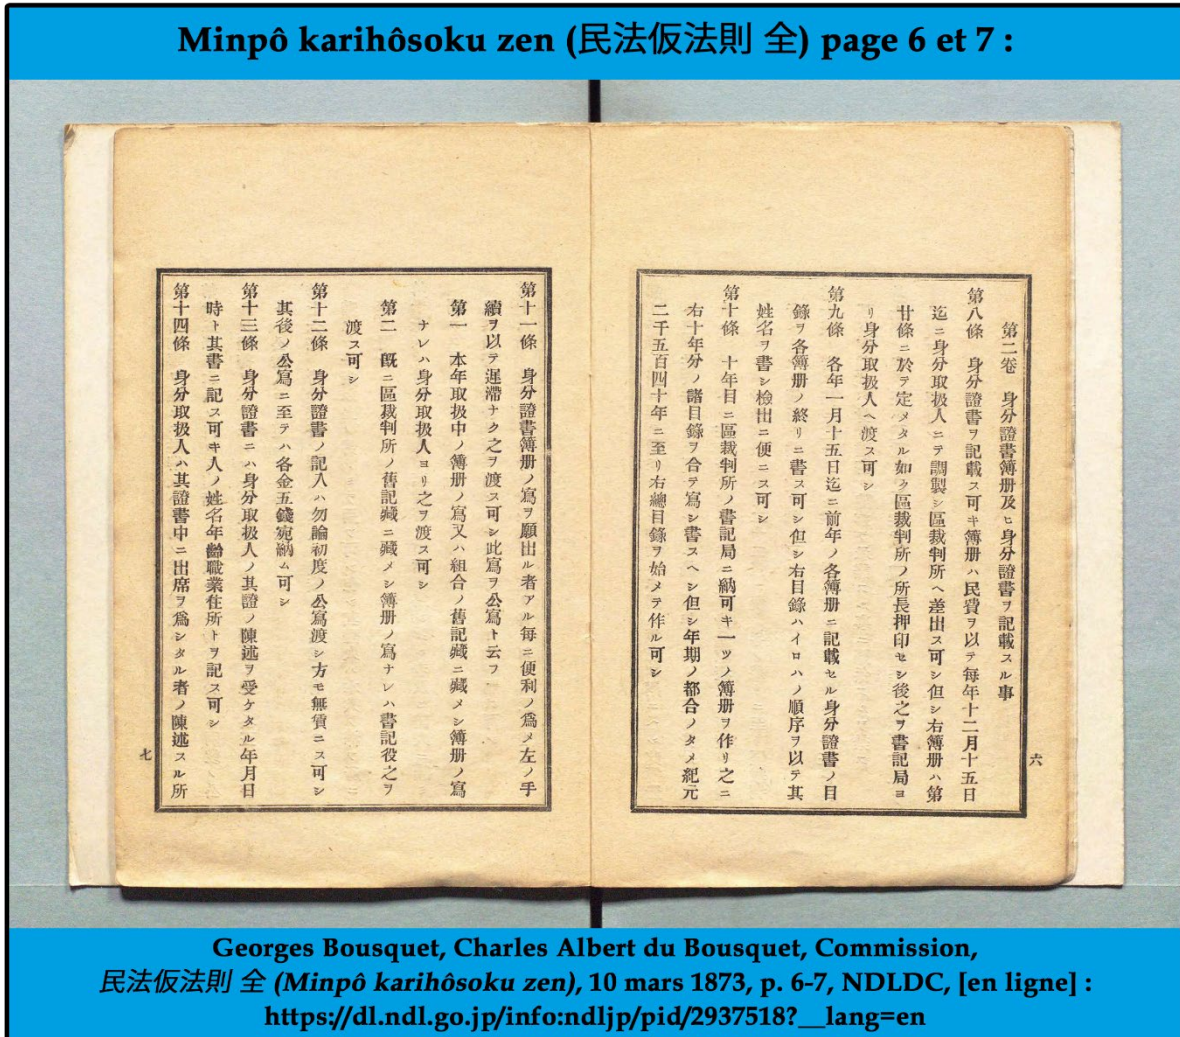 Minpô karihôsoku zen (民法仮法則 全) page 6 et 7 :
第二卷 身分證書簿册及ヒ身分證書ヲ記載スル事
第八條 身分證書ヲ記載ス可キ簿册ハ民費ヲ以テ每年十二月十五日
迄ニ身分取扱人ニテ調製シ區裁判所ヘ差出ス可シ但シ右簿册ハ第
廿條ニ於テ定メタル如ク區裁判所ノ所長押印セシ後之ヲ書記局ヨ
リ身分取扱人ヘ渡ス可シ
第九條 各年一月十五日迄ニ前年ノ各簿册ニ記載セル身分證書ノ目
錄ヲ各簿册ノ終リニ書ス可シ但シ右目錄ハイロハノ順序ヲ以テ其
姓名ヲ書シ檢出ニ便ニス可シ
第十條 十年目ニ區裁判所ノ書記局ニ納可キ一ツノ簿册ヲ作リ之ニ
右十年分ノ諸目錄ヲ合テ寫シ書スヘシ但シ年期ノ都合ノタメ紀元
二千五百四十年ニ至リ右總目錄ヲ始メテ作ル可シ
六
第十一條 身分證書簿册ノ寫ヲ願出ル者アル每ニ便利ノ爲メ左ノ手
續ヲ以テ遲滯ナク之ヲ渡ス可シ此寫ヲ公寫ト云フ
第一 本年取扱中ノ簿册ノ寫又ハ組合ノ舊記藏ニ藏メシ簿册ノ寫
ナレハ身分取扱人ヨリ之ヲ渡ス可シ
第二 既ニ區裁判所ノ舊記藏ニ藏メシ簿册ノ寫ナレハ書記役之ヲ
渡ス可シ
第十二條 身分證書ノ記入ハ勿論初度ノ公寫渡シ方モ無賃ニス可シ
其後ノ公寫ニ至テハ各金五錢宛納ム可シ
第十三條 身分證書ニハ身分取扱人ノ其證ノ陳述ヲ受ケタル年月日
時ト其書ニ記ス可キ人ノ姓名年齡職業住所トヲ記ス可シ
第十四條 身分取扱人ハ其證書中ニ出席ヲ爲シタル者ノ陳述スル所
七
Georges Bousquet, Charles Albert du Bousquet, Commission,
民法仮法則 全 (Minpô karihôsoku zen), 10 mars 1873, p. 6-7, NDLDC, [en ligne] :
https://dl.ndl.go.jp/info:ndljp/pid/2937518?__lang=en